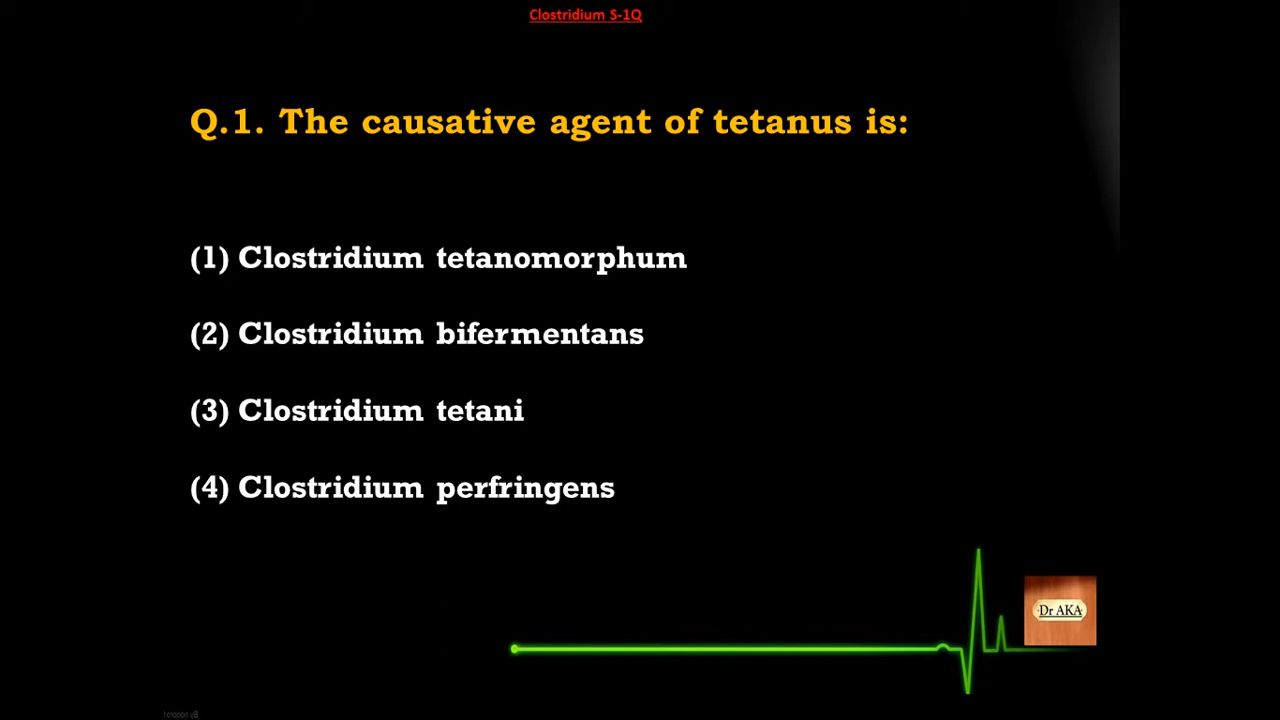 Clostridium S-1Q
Q.1. The causative agent of tetanus is:
(1) Clostridium tetanomorphum
(2) Clostridium bifermentans
(3) Clostridium tetani
(4) Clostridium perfringens
Dr AKA